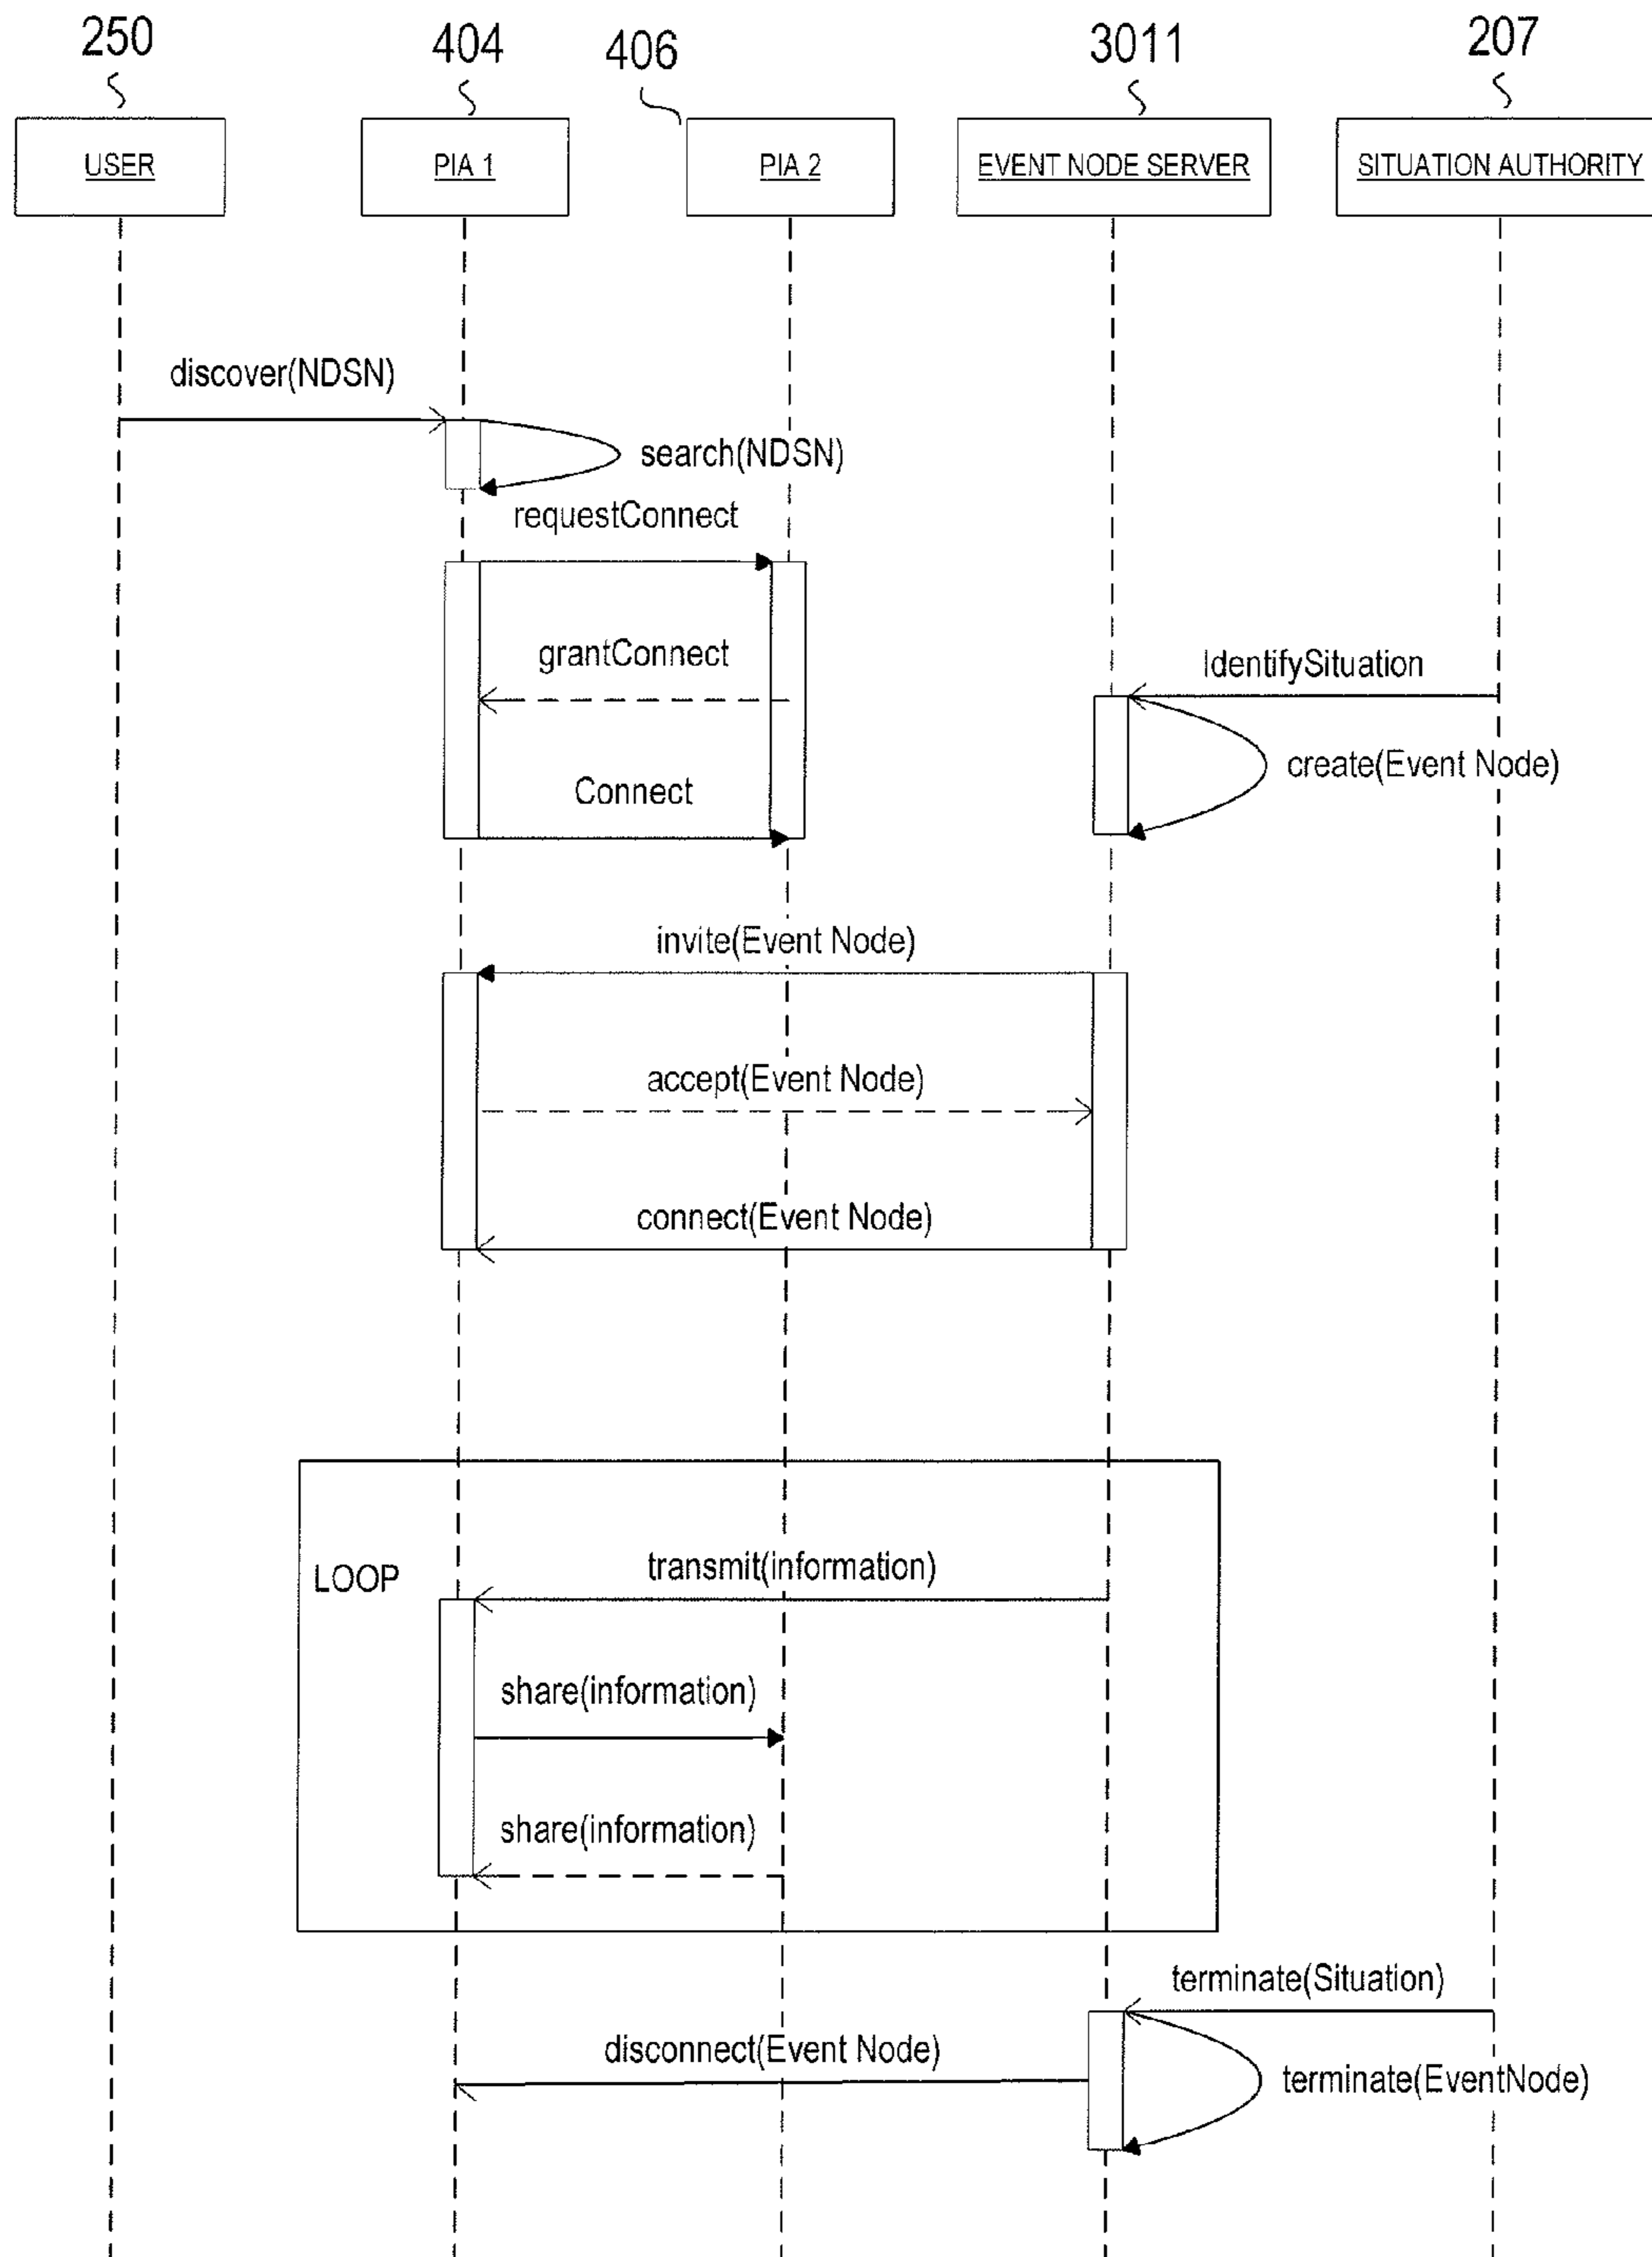 250
404
406
3011
207
USER
PIA 1
PIA 2
EVENT NODE SERVER
SITUATION AUTHORITY
discover(NDSN)
search(NDSN)
requestConnect
grantConnect
IdentifySituation
create(Event Node)
Connect
invite(Event Node)
accept(Event Node)
connect(Event Node)
LOOP
transmit(information)
share(information)
share(information)
terminate(Situation)
disconnect(Event Node)
terminate(EventNode)